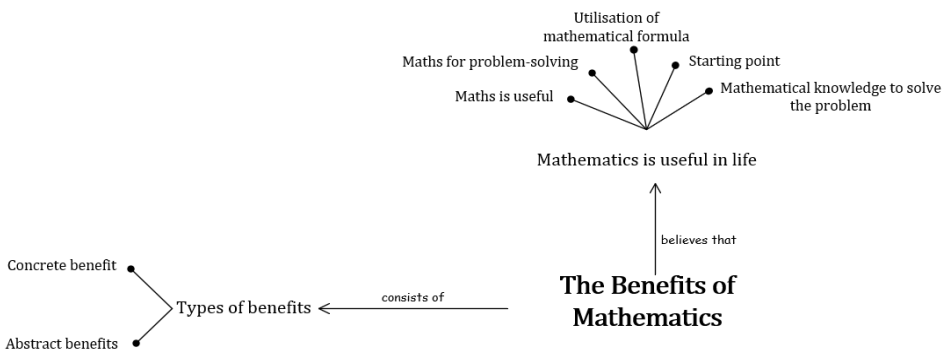 Utilisation of
mathematical formula
Maths for problem-solving
Starting point
Maths is useful
Mathematical knowledge to solve
the problem
Mathematics is useful in life
believes that
Concrete benefit
The Benefits of
Mathematics
consists of
Types of benefits
Abstract benefits